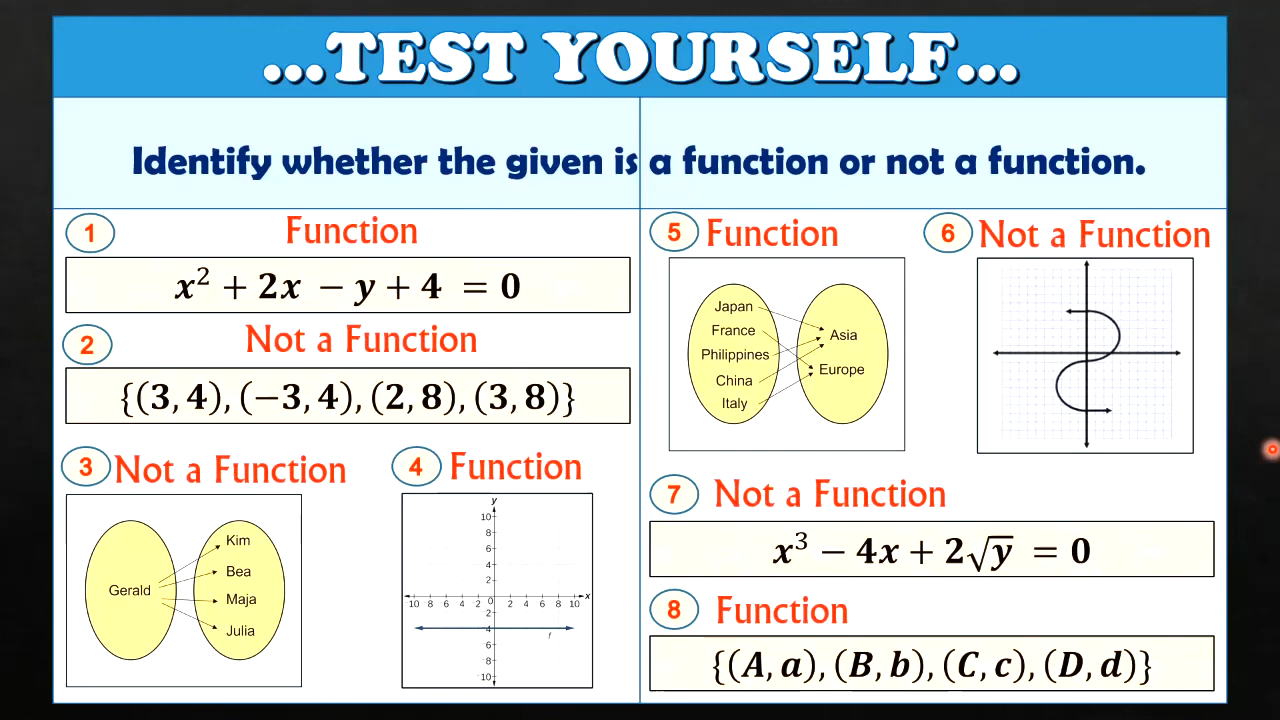 ...TEST YOURSELF...
Identify whether the given is a function or not a function.
1 Function
x² + 2x − y + 4 = 0
2 Not a Function
{(3, 4), (−3, 4), (2, 8), (3, 8)}
3 Not a Function
Gerald
Kim
Bea
Maja
Julia
4 Function
y
10
8
6
4
2
10 8 6 4 2 0 2 4 6 8 10 x
2
4
f
6
8
10
5 Function
Japan
France
Philippines
China
Italy
Asia
Europe
6 Not a Function
7 Not a Function
x³ − 4x + 2√y = 0
8 Function
{(A, a), (B, b), (C, c), (D, d)}